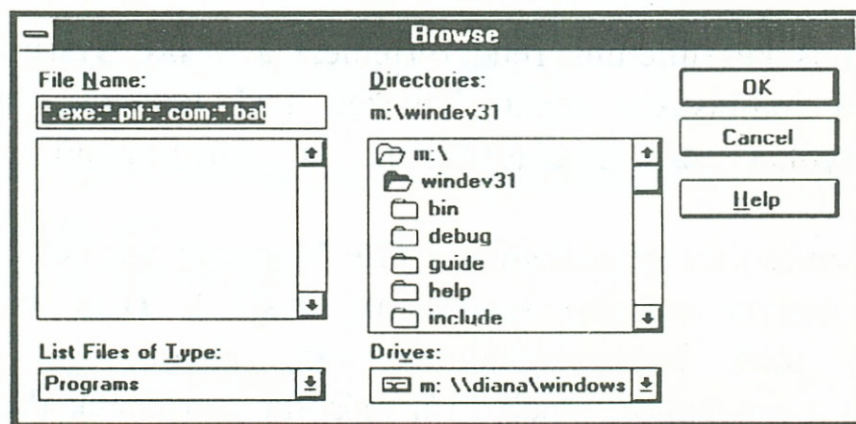 Browse
File Name:
*.exe;*.pif;*.com;*.bat
List Files of Type:
Programs
Directories:
m:\windev31
m:\
windev31
bin
debug
guide
help
include
Drives:
m: \\diana\windows
OK
Cancel
Help